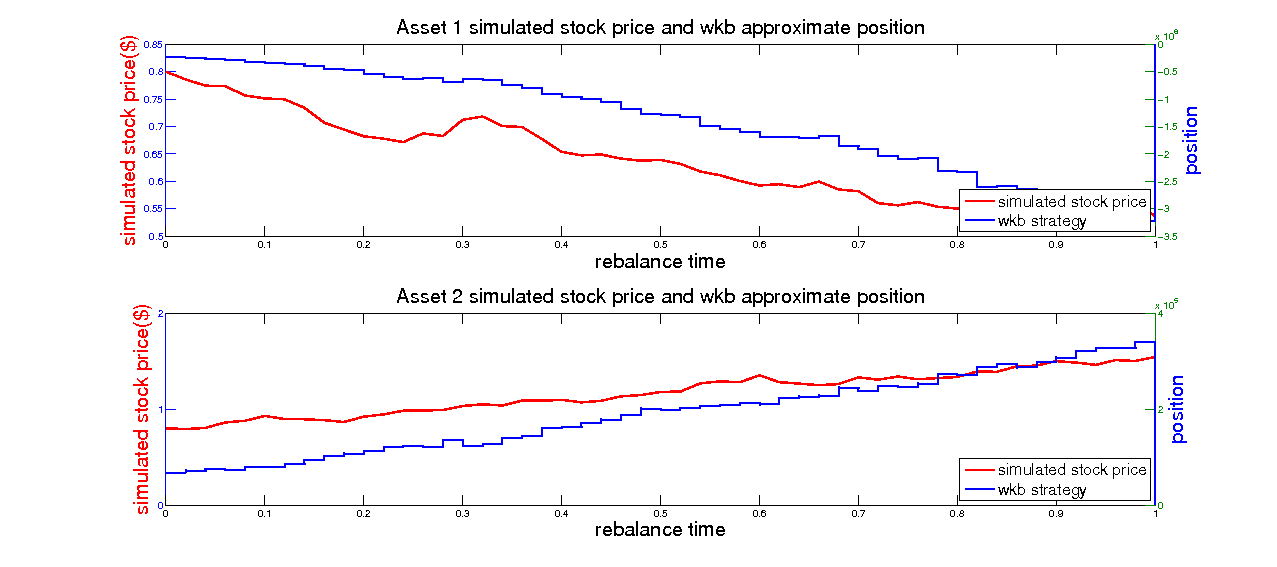 Asset 1 simulated stock price and wkb approximate position
x 10
simulated stock price($)
0.85
0.8
0.75
0.7
0.65
0.6
0.55
0.5
0
-0.5
-1
-1.5
-2
-2.5
-3
-3.5
position
simulated stock price
wkb strategy
0 0.1 0.2 0.3 0.4 0.5 0.6 0.7 0.8 0.9 1
rebalance time
Asset 2 simulated stock price and wkb approximate position
x 10
simulated stock price($)
2
1
0
4
2
0
position
simulated stock price
wkb strategy
0 0.1 0.2 0.3 0.4 0.5 0.6 0.7 0.8 0.9 1
rebalance time